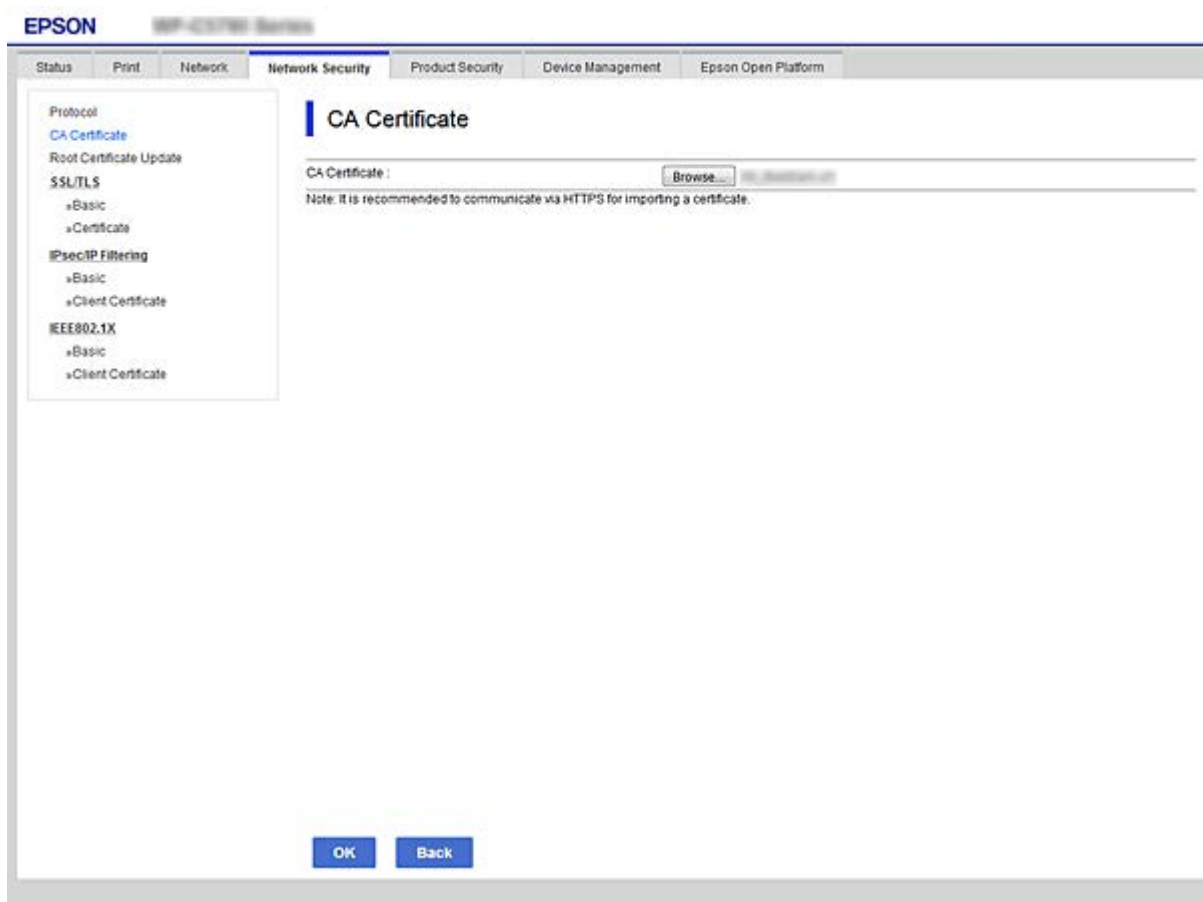 EPSON
Status Print Network Network Security Product Security Device Management Epson Open Platform
Protocol
CA Certificate
Root Certificate Update
SSL/TLS
»Basic
»Certificate
IPsec/IP Filtering
»Basic
»Client Certificate
IEEE802.1X
»Basic
»Client Certificate
CA Certificate
CA Certificate :
Browse...
Note: It is recommended to communicate via HTTPS for importing a certificate.
OK Back